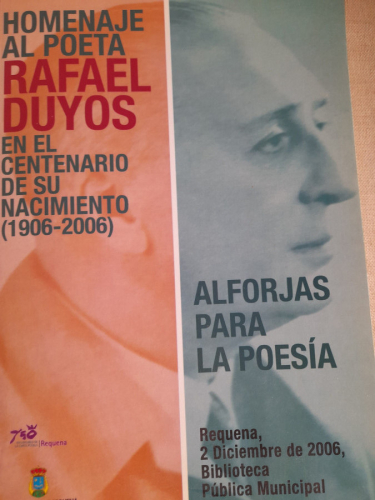 HOMENAJE
AL POETA
RAFAEL
DUYOS
EN EL
CENTENARIO
DE SU
NACIMIENTO
(1906-2006)
ALFORJAS
PARA
LA POESÍA
Requena,
2 Diciembre de 2006,
Biblioteca
Pública Municipal
Requena